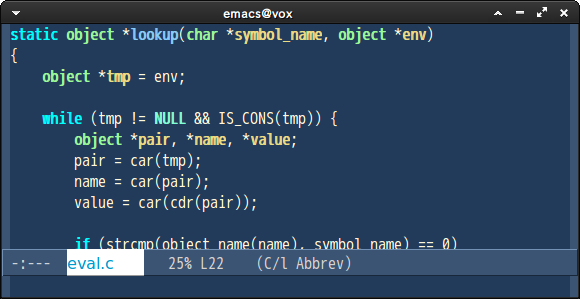 emacs@vox
static object *lookup(char *symbol_name, object *env)
{
    object *tmp = env;
    while (tmp != NULL && IS_CONS(tmp)) {
        object *pair, *name, *value;
        pair = car(tmp);
        name = car(pair);
        value = car(cdr(pair));
        if (strcmp(object_name(name), symbol_name) == 0)
-:--- eval.c 25% L22 (C/l Abbrev)